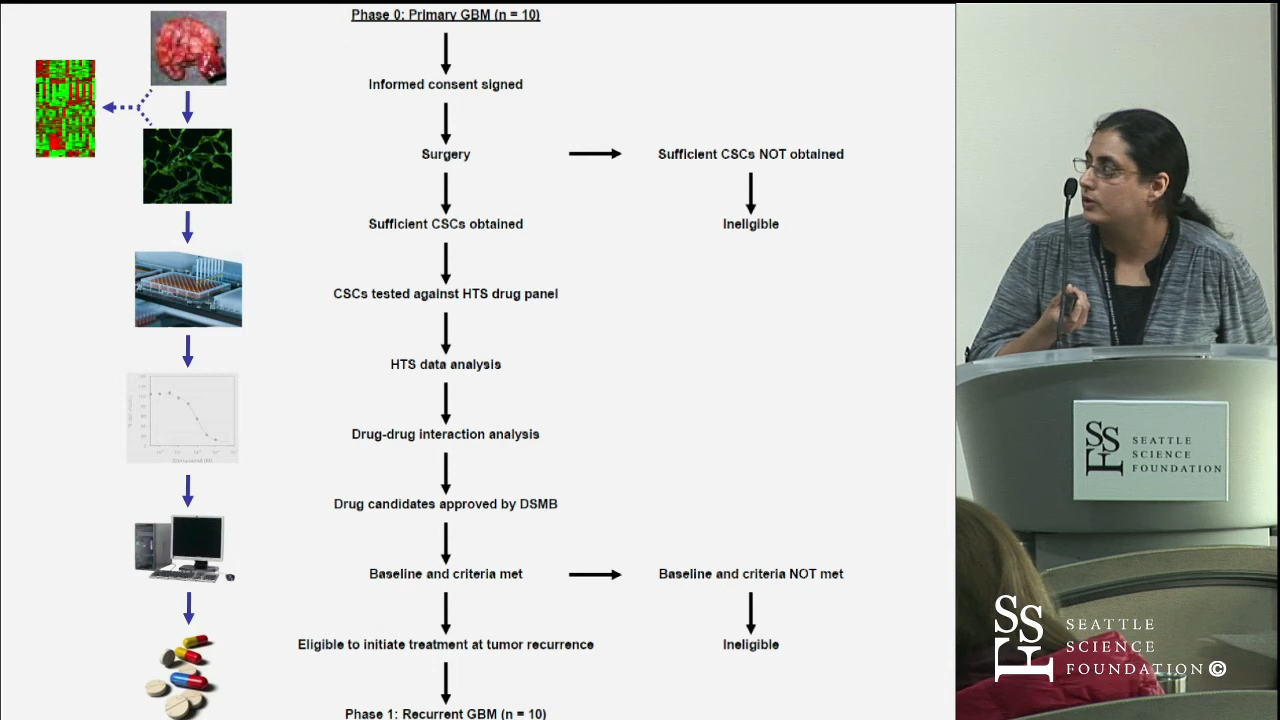 Phase 0: Primary GBM (n = 10)
Informed consent signed
Surgery
Sufficient CSCs NOT obtained
Sufficient CSCs obtained
Ineligible
CSCs tested against HTS drug panel
HTS data analysis
Drug-drug interaction analysis
Drug candidates approved by DSMB
Baseline and criteria met
Baseline and criteria NOT met
Eligible to initiate treatment at tumor recurrence
Ineligible
Phase 1: Recurrent GBM (n = 10)
SSF
SEATTLE
SCIENCE
FOUNDATION
SSF
SEATTLE
SCIENCE
FOUNDATION ©